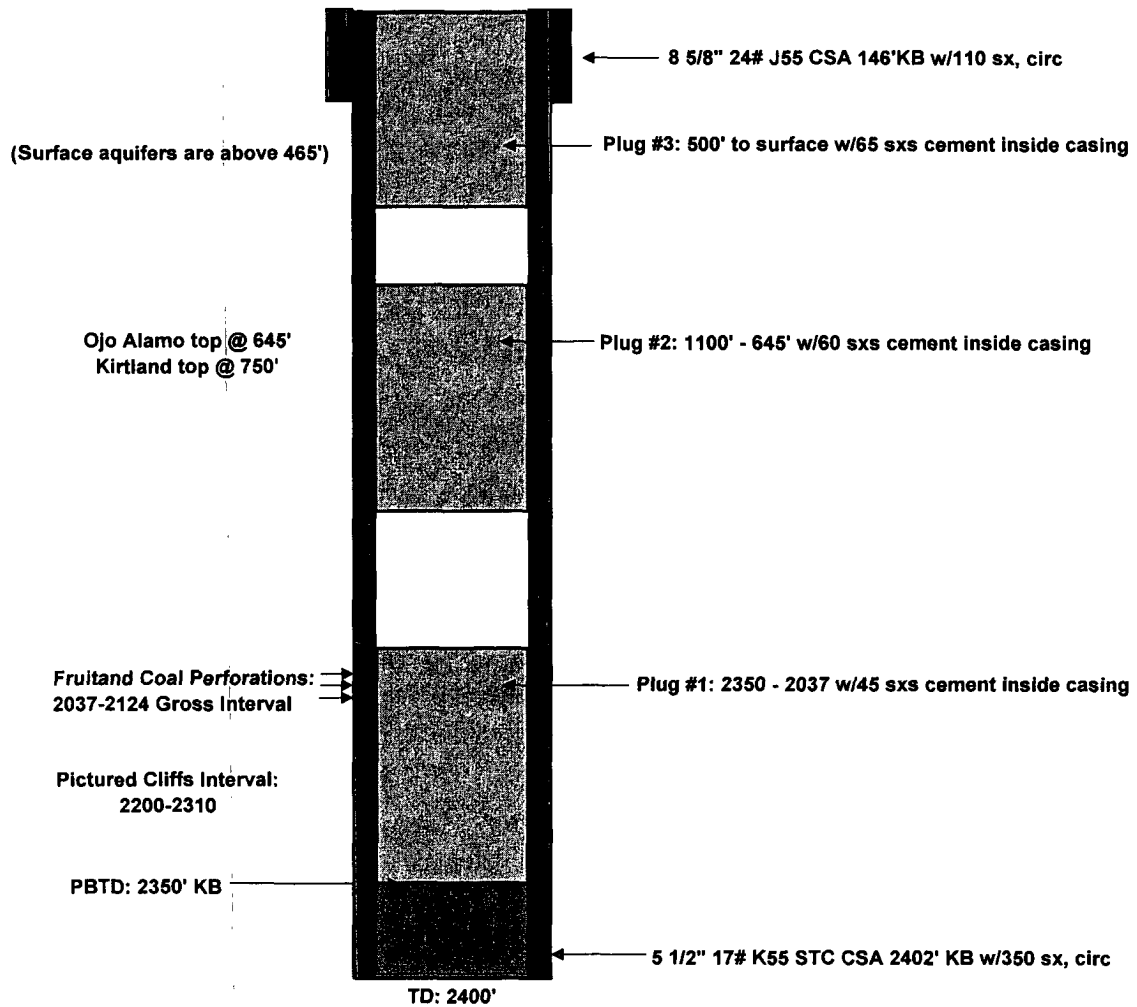 8 5/8" 24# J55 CSA 146'KB w/110 sx, circ
(Surface aquifers are above 465')
Plug #3: 500' to surface w/65 sxs cement inside casing
Ojo Alamo top @ 645'
Kirtland top @ 750'
Plug #2: 1100' - 645' w/60 sxs cement inside casing
Fruitand Coal Perforations:
2037-2124 Gross Interval
Plug #1: 2350 - 2037 w/45 sxs cement inside casing
Pictured Cliffs Interval:
2200-2310
PBTD: 2350' KB
5 1/2" 17# K55 STC CSA 2402' KB w/350 sx, circ
TD: 2400'